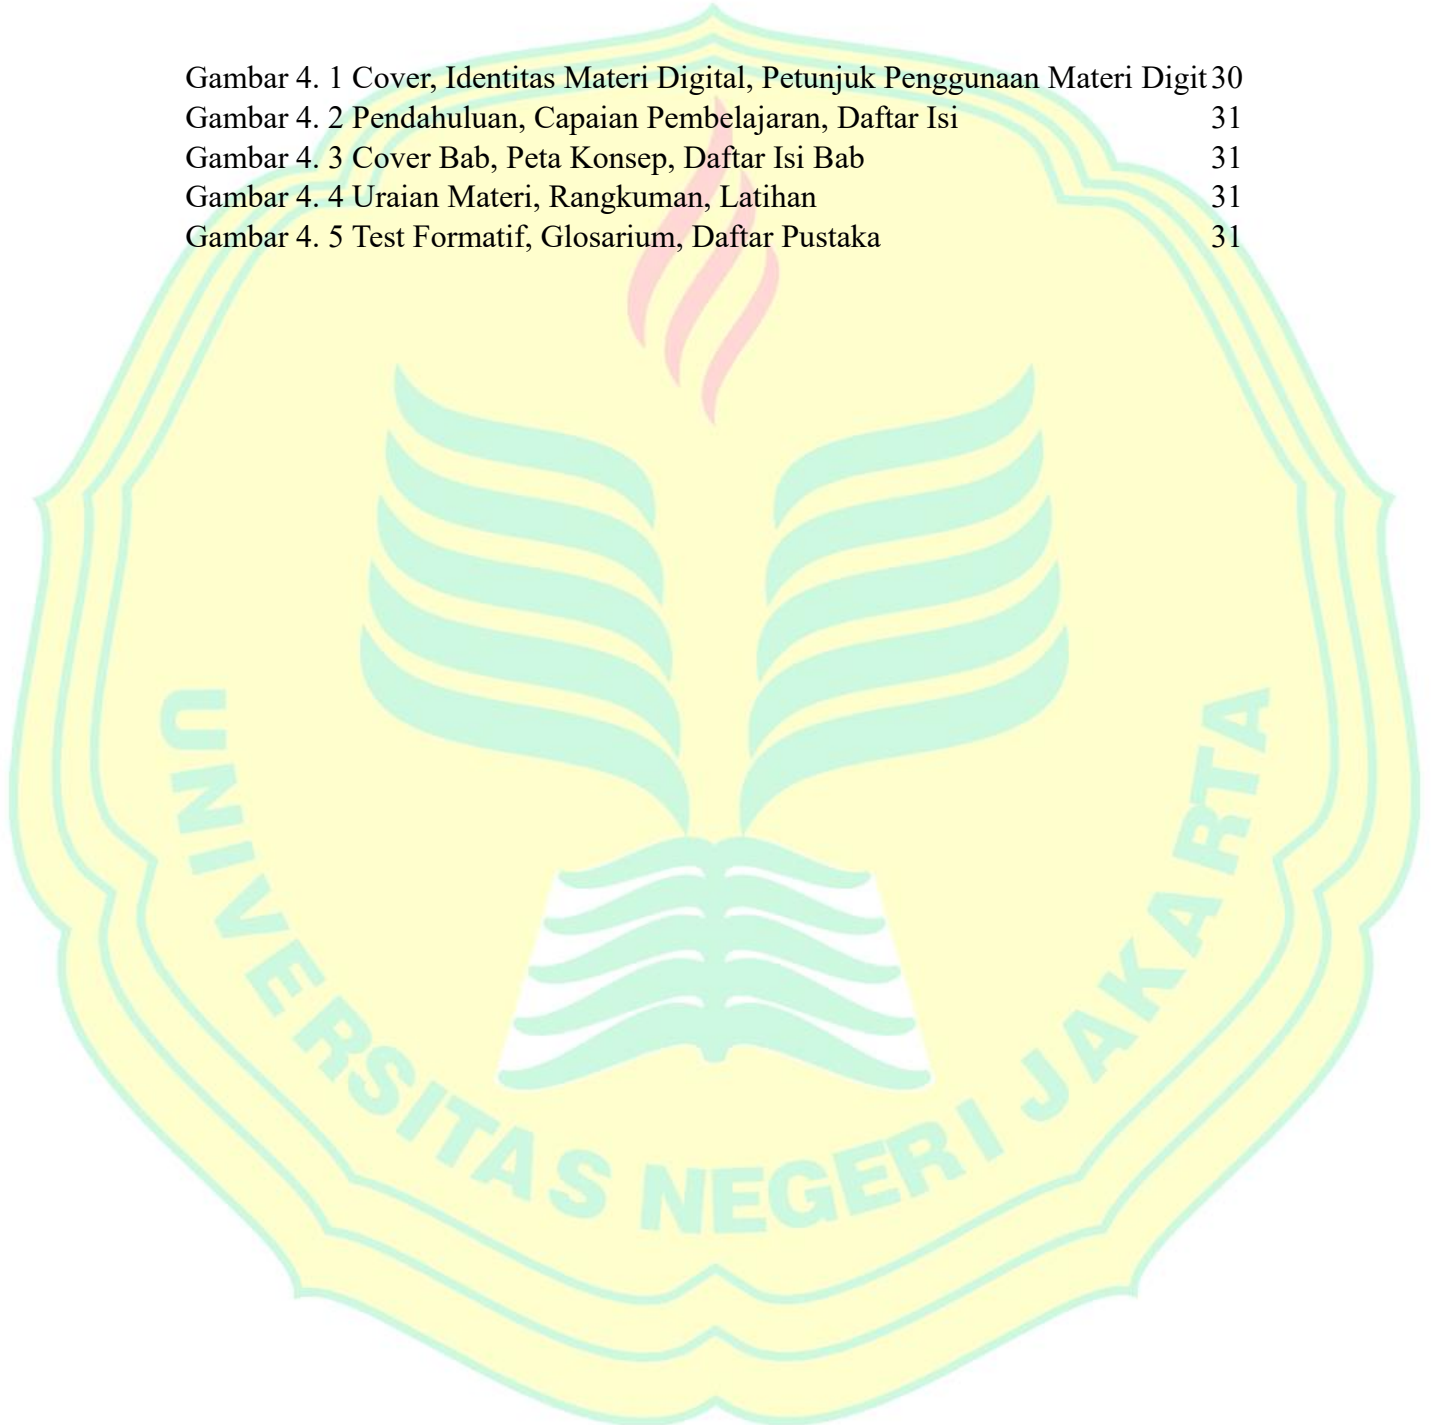 Gambar 4. 1 Cover, Identitas Materi Digital, Petunjuk Penggunaan Materi Digit 30
Gambar 4. 2 Pendahuluan, Capaian Pembelajaran, Daftar Isi 31
Gambar 4. 3 Cover Bab, Peta Konsep, Daftar Isi Bab 31
Gambar 4. 4 Uraian Materi, Rangkuman, Latihan 31
Gambar 4. 5 Test Formatif, Glosarium, Daftar Pustaka 31
UNIVERSITAS NEGERI JAKARTA